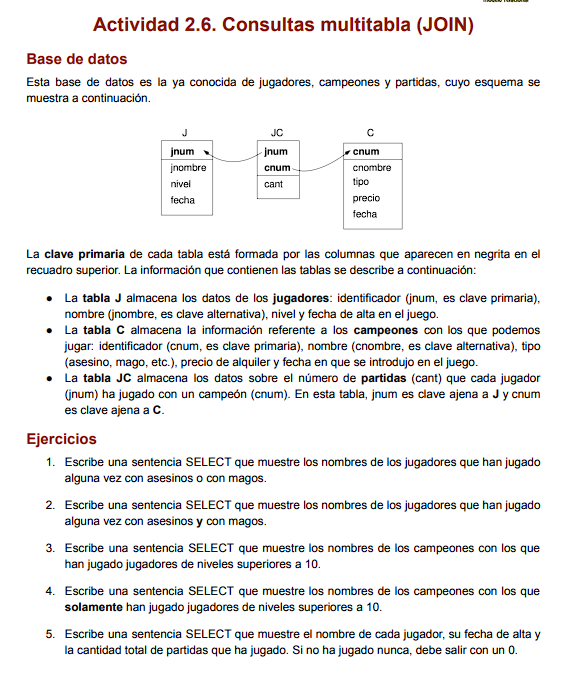 Actividad 2.6. Consultas multitabla (JOIN)
Base de datos
Esta base de datos es la ya conocida de jugadores, campeones y partidas, cuyo esquema se
muestra a continuación.
J JC C
jnum jnum cnum
jnombre cnum cnombre
nivel cant tipo
fecha precio
fecha
La clave primaria de cada tabla está formada por las columnas que aparecen en negrita en el
recuadro superior. La información que contienen las tablas se describe a continuación:
● La tabla J almacena los datos de los jugadores: identificador (jnum, es clave primaria),
nombre (jnombre, es clave alternativa), nivel y fecha de alta en el juego.
● La tabla C almacena la información referente a los campeones con los que podemos
jugar: identificador (cnum, es clave primaria), nombre (cnombre, es clave alternativa), tipo
(asesino, mago, etc.), precio de alquiler y fecha en que se introdujo en el juego.
● La tabla JC almacena los datos sobre el número de partidas (cant) que cada jugador
(jnum) ha jugado con un campeón (cnum). En esta tabla, jnum es clave ajena a J y cnum
es clave ajena a C.
Ejercicios
1. Escribe una sentencia SELECT que muestre los nombres de los jugadores que han jugado
alguna vez con asesinos o con magos.
2. Escribe una sentencia SELECT que muestre los nombres de los jugadores que han jugado
alguna vez con asesinos y con magos.
3. Escribe una sentencia SELECT que muestre los nombres de los campeones con los que
han jugado jugadores de niveles superiores a 10.
4. Escribe una sentencia SELECT que muestre los nombres de los campeones con los que
solamente han jugado jugadores de niveles superiores a 10.
5. Escribe una sentencia SELECT que muestre el nombre de cada jugador, su fecha de alta y
la cantidad total de partidas que ha jugado. Si no ha jugado nunca, debe salir con un 0.